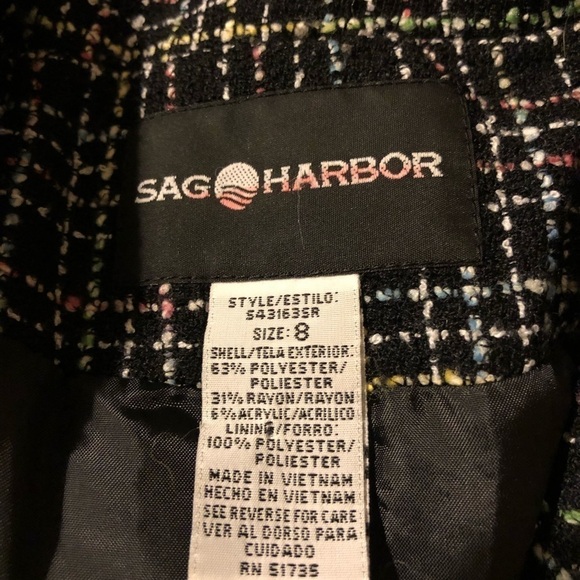 SAG HARBOR
STYLE/ESTILO:
S43163SR
SIZE: 8
SHELL/TELA EXTERIOR:
63% POLYESTER/
POLIESTER
31% RAYON/RAYON
6% ACRYLIC/ACRILICO
LINING/FORRO:
100% POLYESTER/
POLIESTER
MADE IN VIETNAM
HECHO EN VIETNAM
SEE REVERSE FOR CARE
VER AL DORSO PARA
CUIDADO
RN 51735